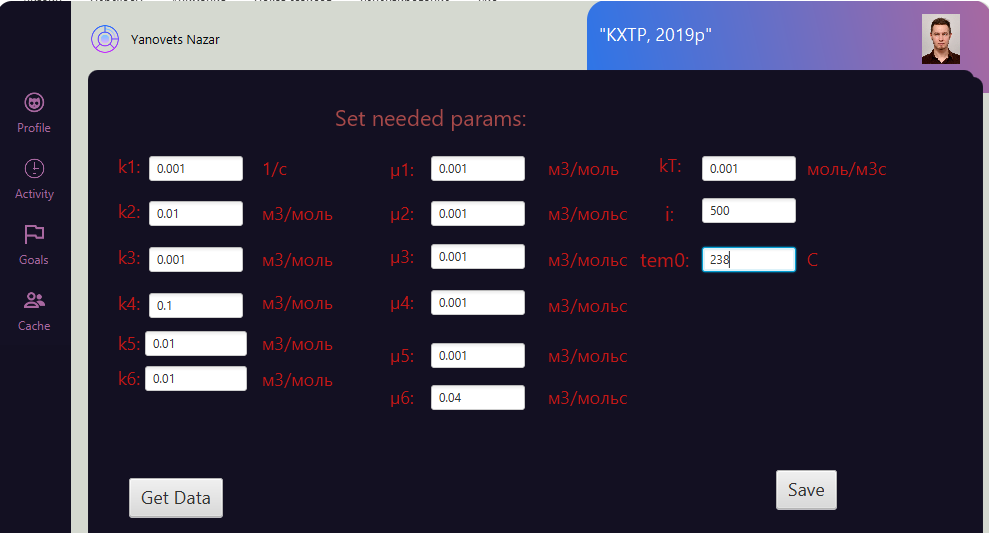 Yanovets Nazar
"КХТР, 2019р"
Profile
Activity
Goals
Cache
Set needed params:
k1: 0.001 1/с
k2: 0.01 м3/моль
k3: 0.001 м3/моль
k4: 0.1 м3/моль
k5: 0.01 м3/моль
k6: 0.01 м3/моль
μ1: 0.001 м3/моль
μ2: 0.001 м3/мольс
μ3: 0.001 м3/мольс
μ4: 0.001 м3/мольс
μ5: 0.001 м3/мольс
μ6: 0.04 м3/мольс
kT: 0.001 моль/м3с
i: 500
tem0: 238 C
Get Data
Save